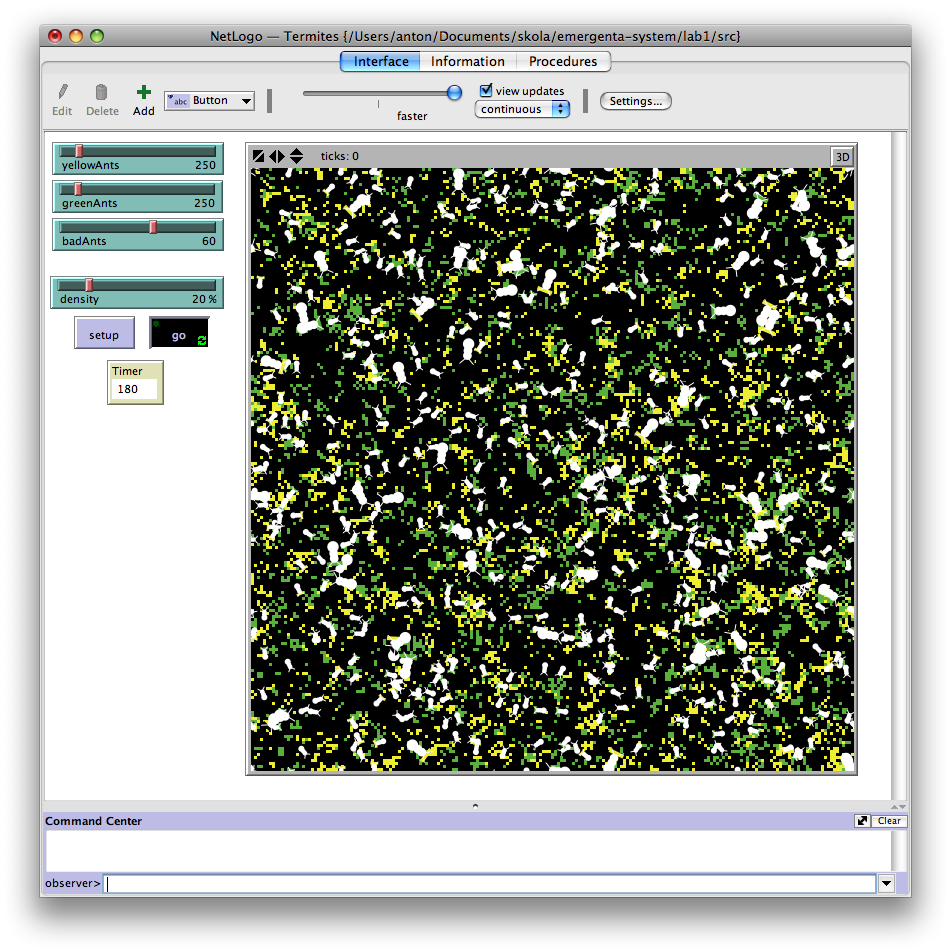 NetLogo — Termites {/Users/anton/Documents/skola/emergenta-system/lab1/src}
Interface Information Procedures
Edit Delete Add abc Button faster view updates continuous Settings...
ticks: 0 3D
yellowAnts 250
greenAnts 250
badAnts 60
density 20 %
setup go
Timer
180
Command Center Clear
observer>